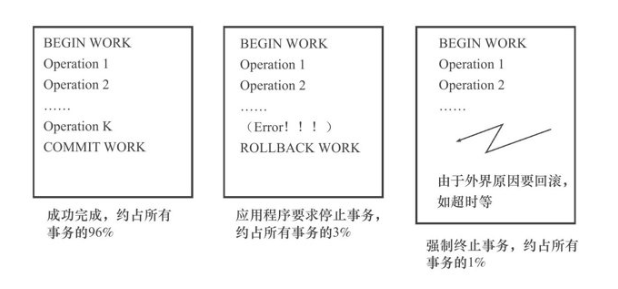 BEGIN WORK
Operation 1
Operation 2
……
Operation K
COMMIT WORK
成功完成，约占所有
事务的96%
BEGIN WORK
Operation 1
Operation 2
……
（Error！！！）
ROLLBACK WORK
应用程序要求停止事务，
约占所有事务的3%
BEGIN WORK
Operation 1
Operation 2
……
由于外界原因要回滚，
如超时等
强制终止事务，约占所有
事务的1%